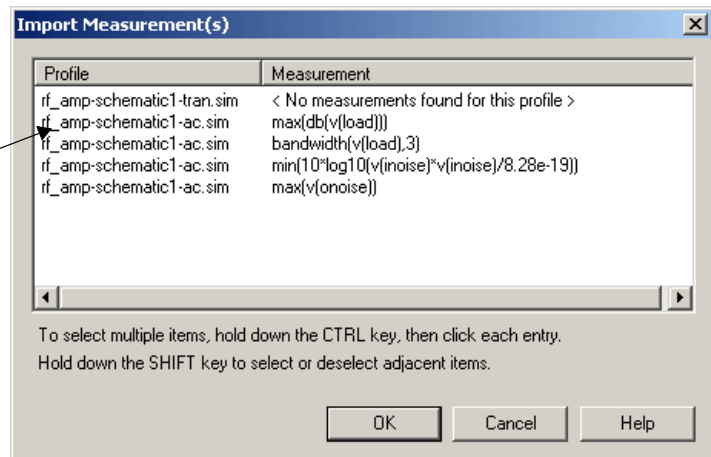 Import Measurement(s)
Profile Measurement
rf_amp-schematic1-tran.sim < No measurements found for this profile >
rf_amp-schematic1-ac.sim max(db(v(load)))
rf_amp-schematic1-ac.sim bandwidth(v(load),3)
rf_amp-schematic1-ac.sim min(10*log10(v(inoise)*v(inoise)/8.28e-19))
rf_amp-schematic1-ac.sim max(v(onoise))
To select multiple items, hold down the CTRL key, then click each entry.
Hold down the SHIFT key to select or deselect adjacent items.
OK Cancel Help